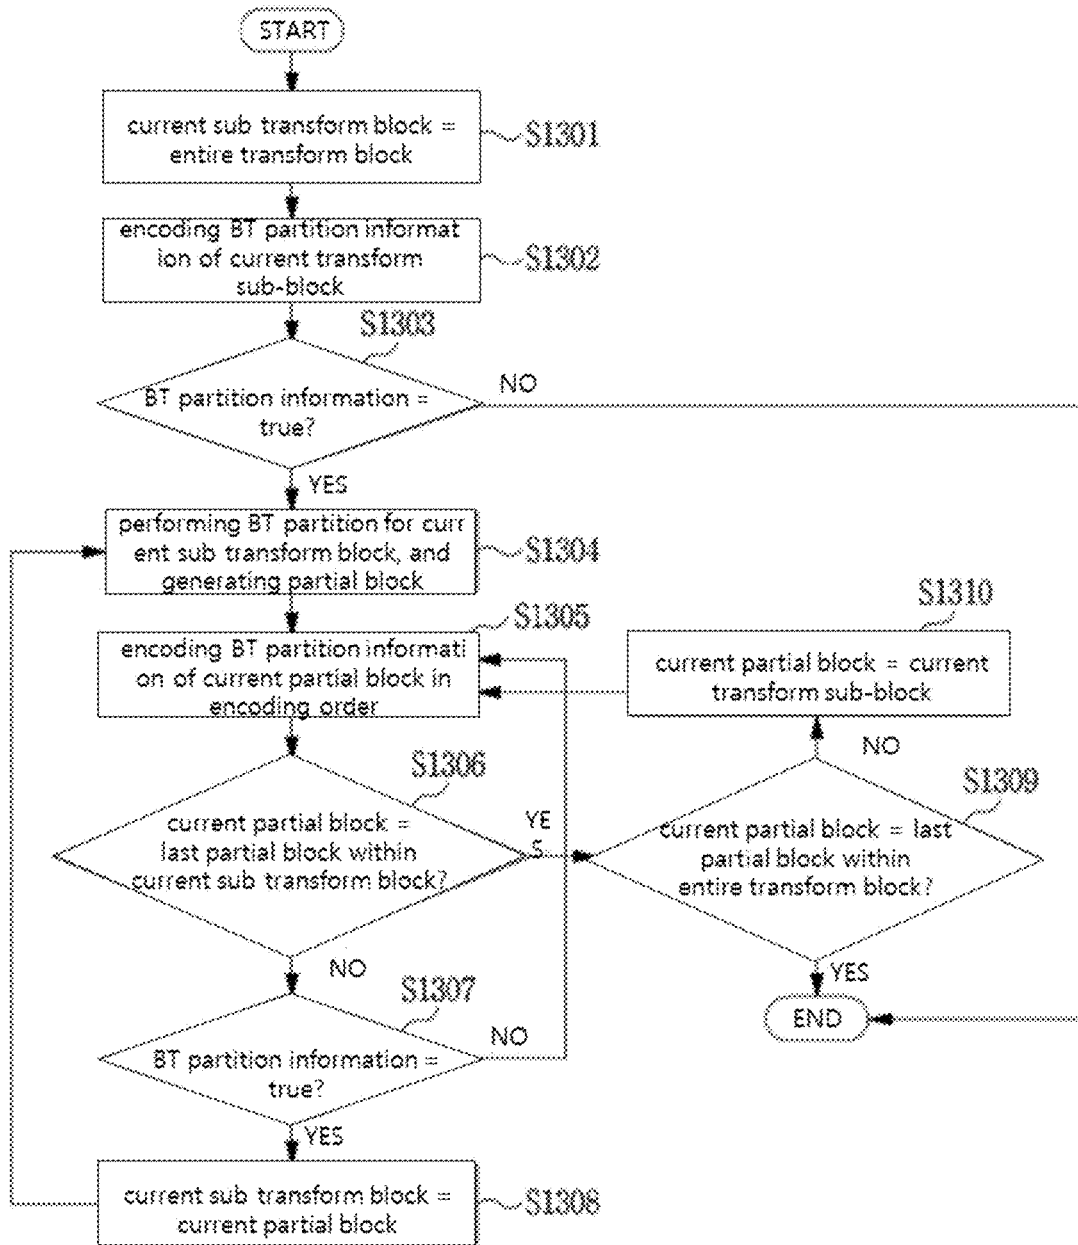 START
current sub transform block =
entire transform block
S1301
encoding BT partition informat
ion of current transform
sub-block
S1302
S1303
BT partition information =
true?
NO
YES
performing BT partition for curr
ent sub transform block, and
generating partial block
S1304
S1305
encoding BT partition informati
on of current partial block in
encoding order
S1310
current partial block = current
transform sub-block
NO
S1306
current partial block =
last partial block within
current sub transform block?
YE
S
S1309
current partial block = last
partial block within
entire transform block?
NO
YES
END
S1307
BT partition information =
true?
NO
YES
current sub transform block =
current partial block
S1308